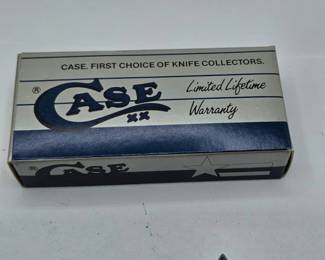 CASE. FIRST CHOICE OF KNIFE COLLECTORS.
® CASE XX
Limited Lifetime
Warranty
® CASE